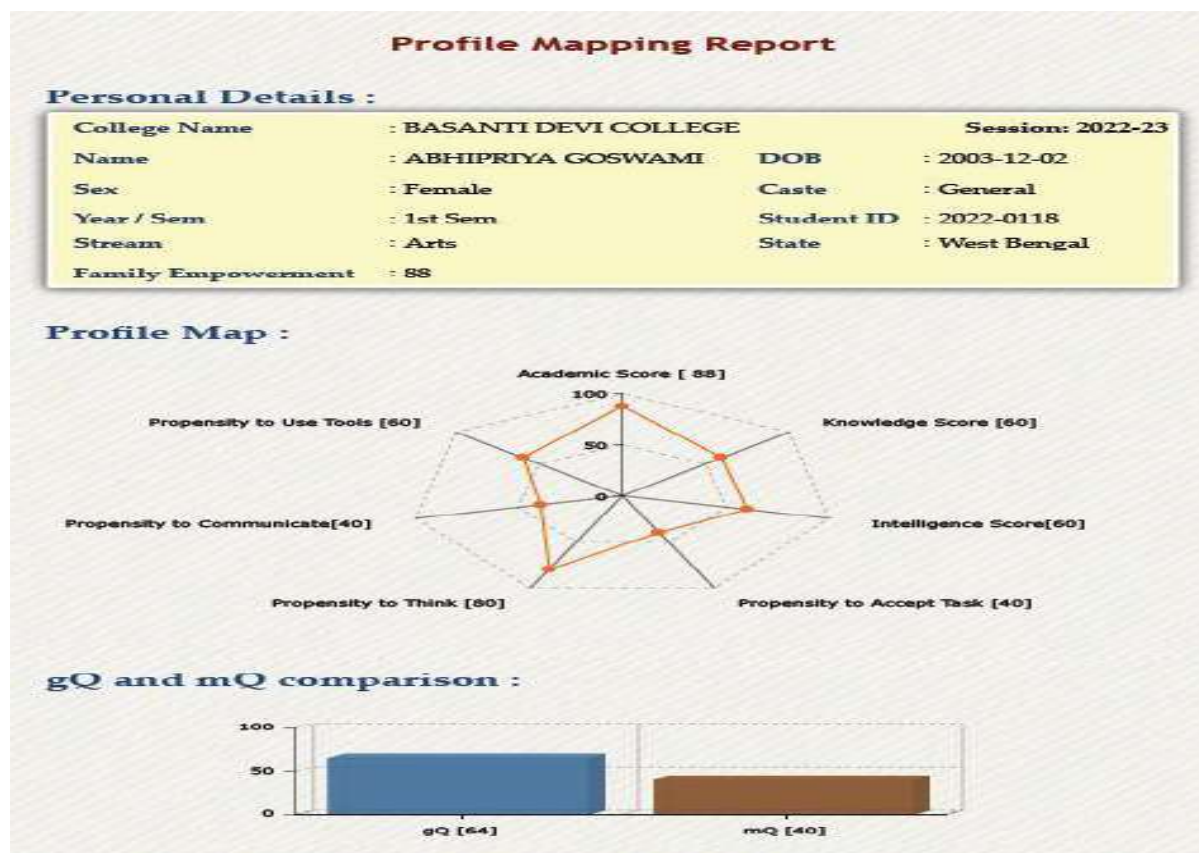 Profile Mapping Report
Personal Details :
College Name : BASANTI DEVI COLLEGE Session: 2022-23
Name : ABHIPRIYA GOSWAMI DOB : 2003-12-02
Sex : Female Caste : General
Year / Sem : 1st Sem Student ID : 2022-0118
Stream : Arts State : West Bengal
Family Empowerment : 88
Profile Map :
Academic Score [ 88]
100
Propensity to Use Tools [60] Knowledge Score [60]
50
0
Propensity to Communicate[40] Intelligence Score[60]
Propensity to Think [80] Propensity to Accept Task [40]
gQ and mQ comparison :
100
50
0
gQ [64] mQ [40]